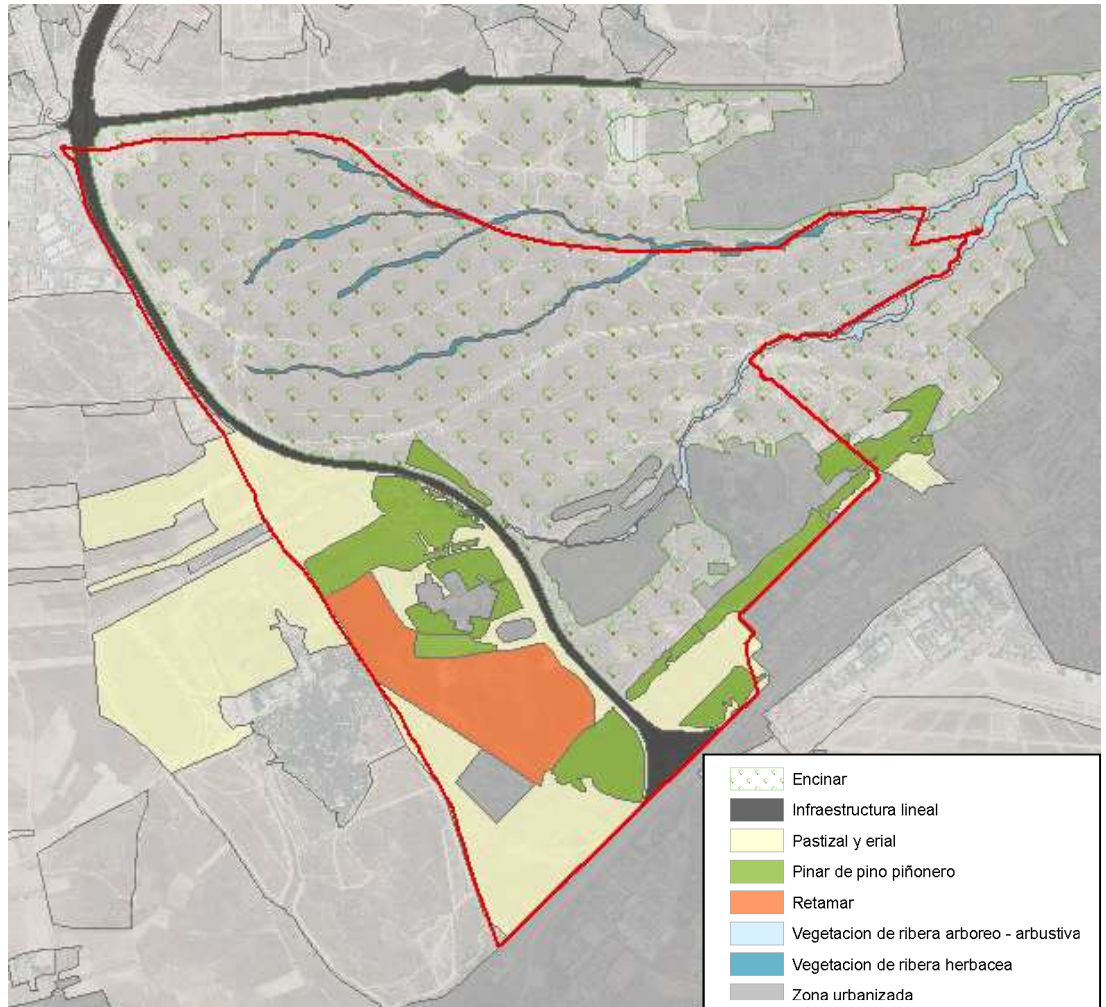 Encinar
Infraestructura lineal
Pastizal y erial
Pinar de pino piñonero
Retamar
Vegetacion de ribera arboreo - arbustiva
Vegetacion de ribera herbacea
Zona urbanizada